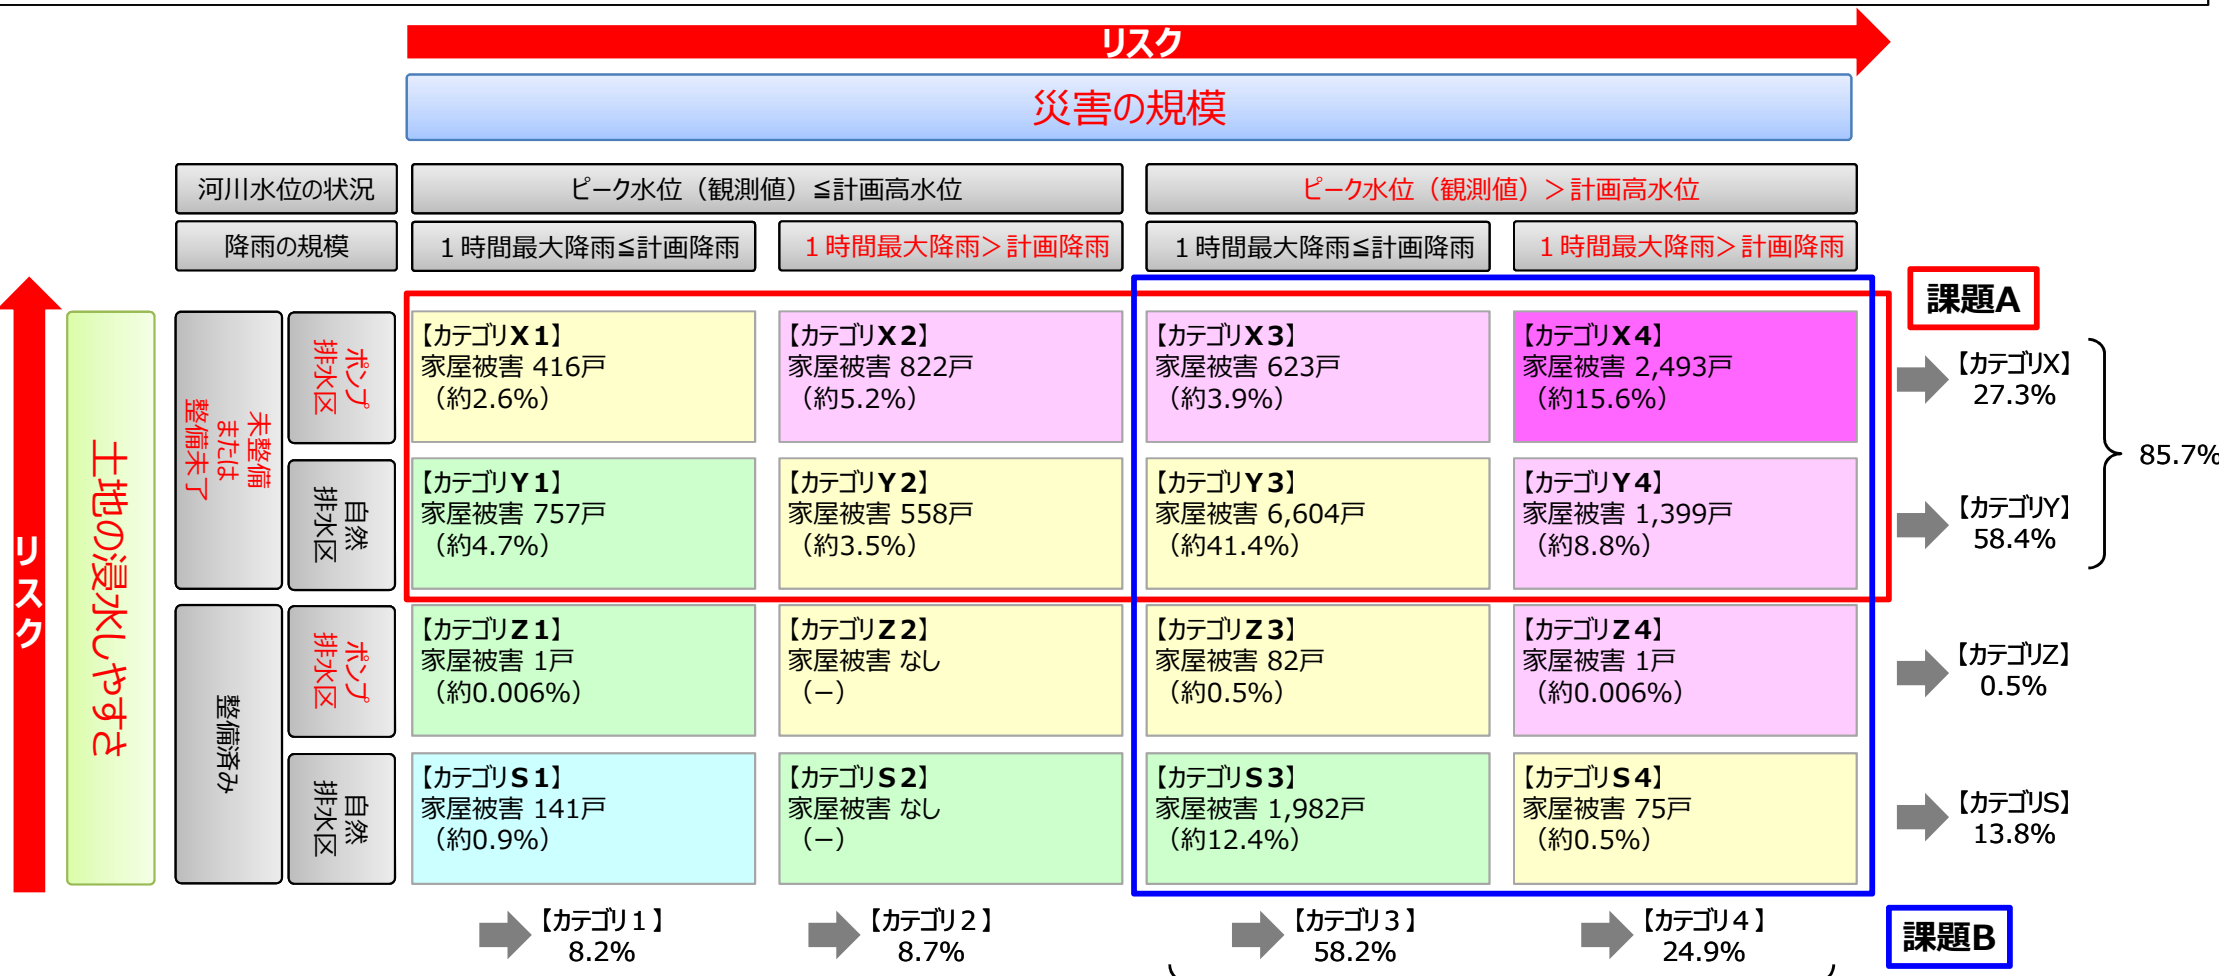 リスク
災害の規模
河川水位の状況
ピーク水位（観測値）≦計画高水位
ピーク水位（観測値）＞計画高水位
降雨の規模
１時間最大降雨≦計画降雨
１時間最大降雨＞計画降雨
１時間最大降雨≦計画降雨
１時間最大降雨＞計画降雨
課題A
リスク
土地の浸水しやすさ
未整備
または
整備未了
ポンプ
排水区
【カテゴリX１】
家屋被害 416戸
（約2.6%）
【カテゴリX２】
家屋被害 822戸
（約5.2%）
【カテゴリX３】
家屋被害 623戸
（約3.9%）
【カテゴリX４】
家屋被害 2,493戸
（約15.6%）
【カテゴリX】
27.3%
85.7%
自然
排水区
【カテゴリY１】
家屋被害 757戸
（約4.7%）
【カテゴリY２】
家屋被害 558戸
（約3.5%）
【カテゴリY３】
家屋被害 6,604戸
（約41.4%）
【カテゴリY４】
家屋被害 1,399戸
（約8.8%）
【カテゴリY】
58.4%
整備済み
ポンプ
排水区
【カテゴリZ１】
家屋被害 1戸
（約0.006%）
【カテゴリZ２】
家屋被害 なし
（−）
【カテゴリZ３】
家屋被害 82戸
（約0.5%）
【カテゴリZ４】
家屋被害 1戸
（約0.006%）
【カテゴリZ】
0.5%
自然
排水区
【カテゴリS１】
家屋被害 141戸
（約0.9%）
【カテゴリS２】
家屋被害 なし
（−）
【カテゴリS３】
家屋被害 1,982戸
（約12.4%）
【カテゴリS４】
家屋被害 75戸
（約0.5%）
【カテゴリS】
13.8%
【カテゴリ１】
8.2%
【カテゴリ２】
8.7%
【カテゴリ３】
58.2%
【カテゴリ４】
24.9%
課題B